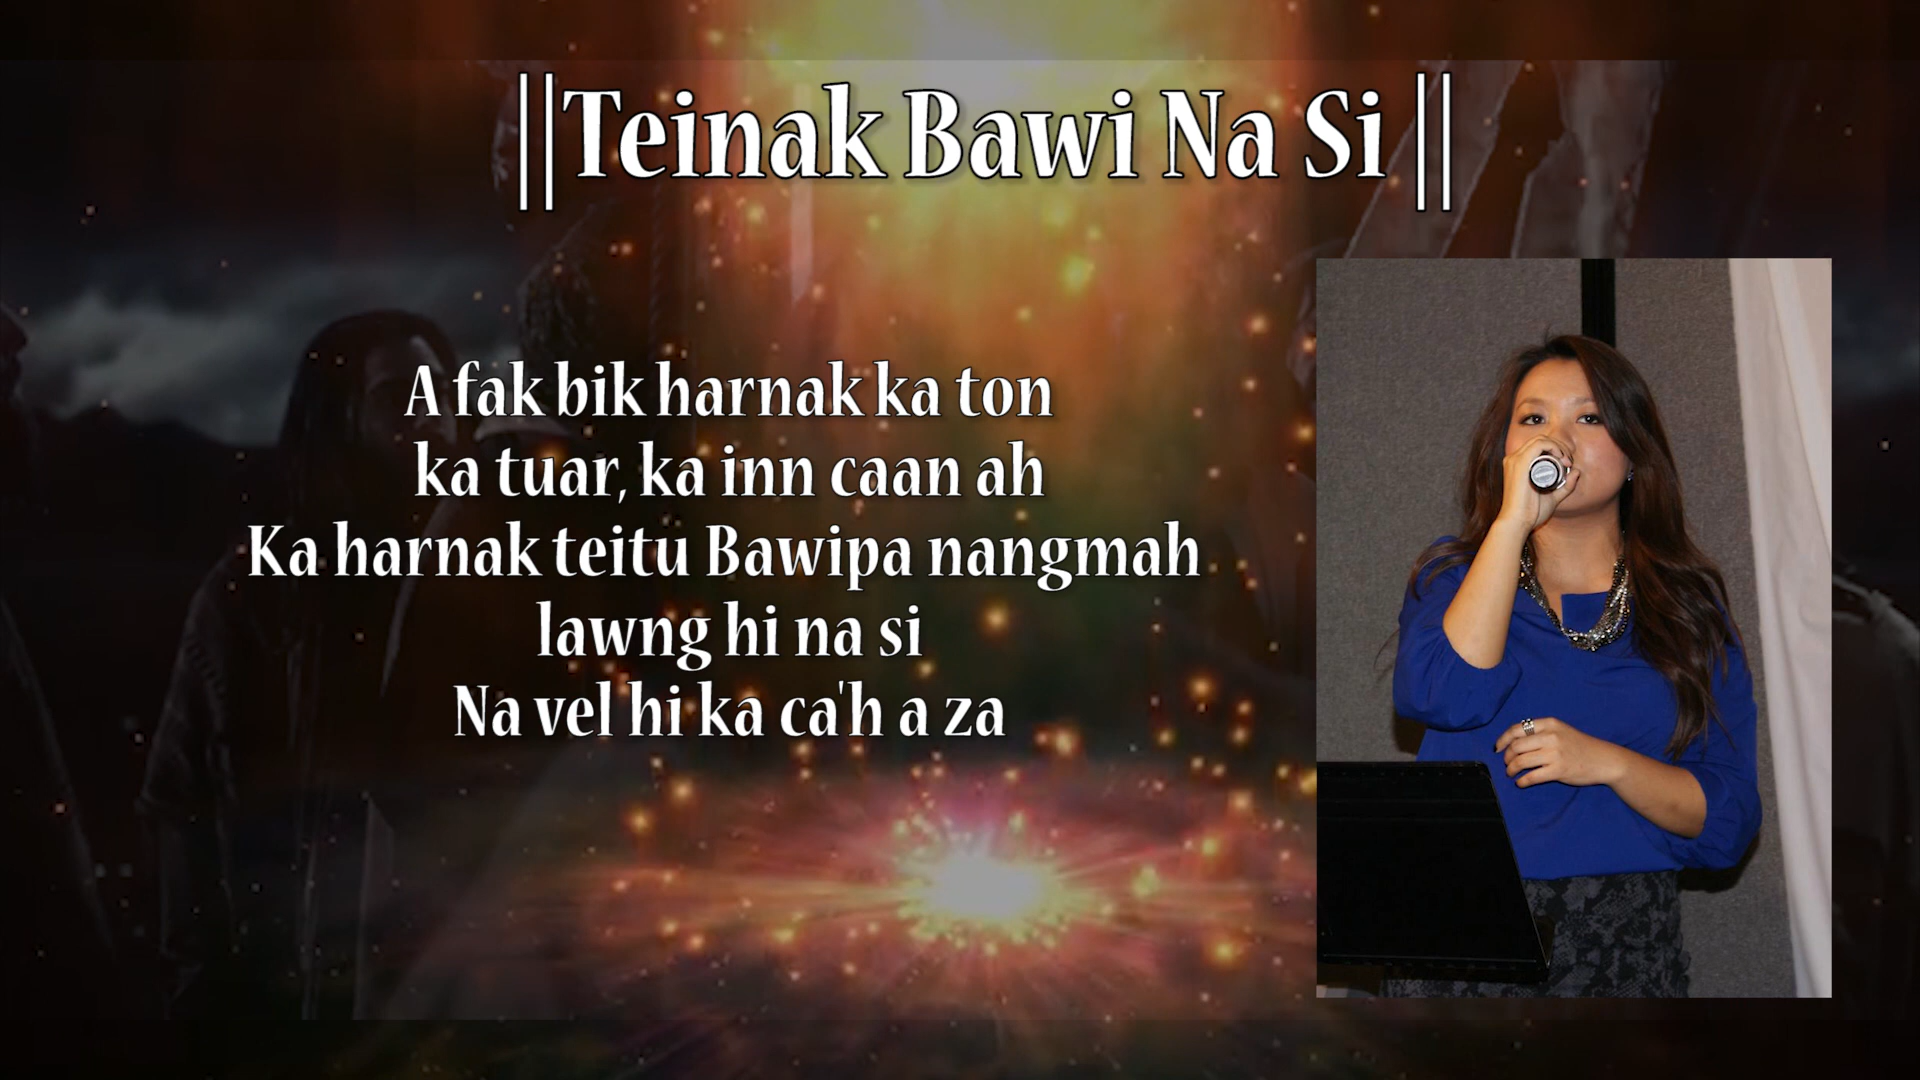 ||Teinak Bawi Na Si ||
A fak bik harnak ka ton
ka tuar, ka inn caan ah
Ka harnak teitu Bawipa nangmah
lawng hi na si
Na vel hi ka ca'h a za